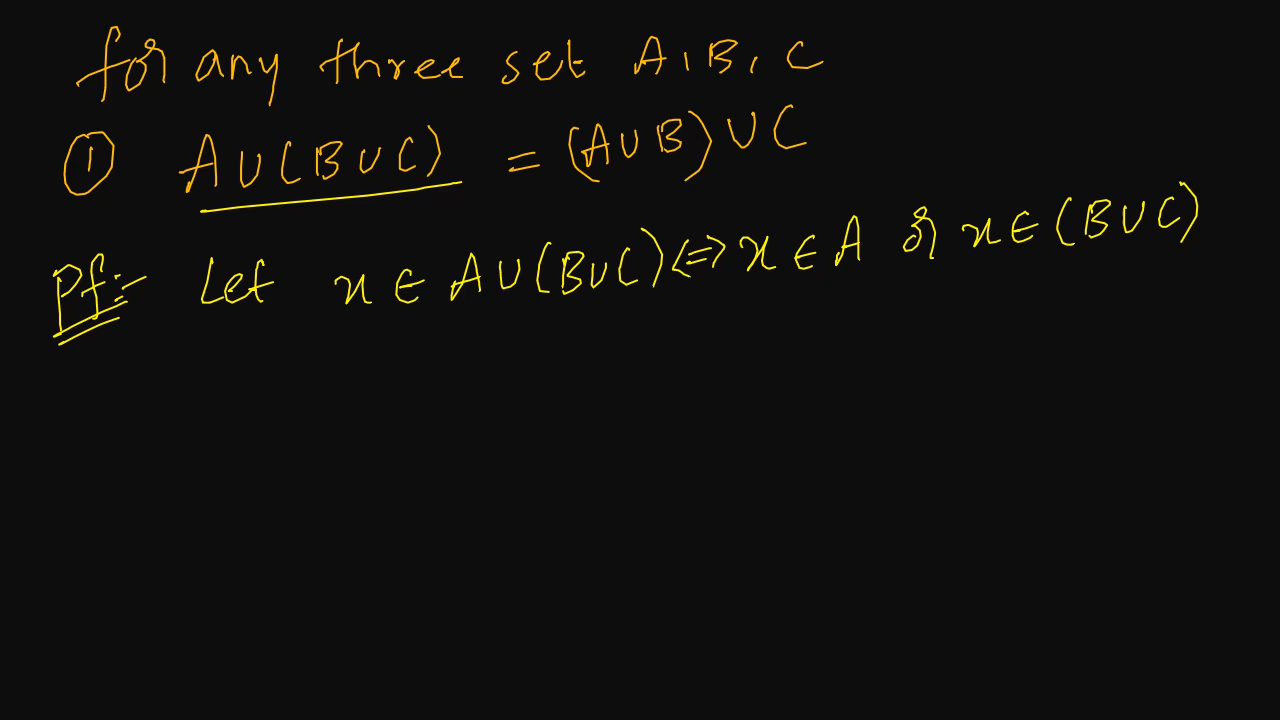 for any three set A, B, C
① A∪(B∪C) = (A∪B)∪C
Pf:- Let x ∈ A∪(B∪C) <=> x ∈ A or x ∈ (B∪C)